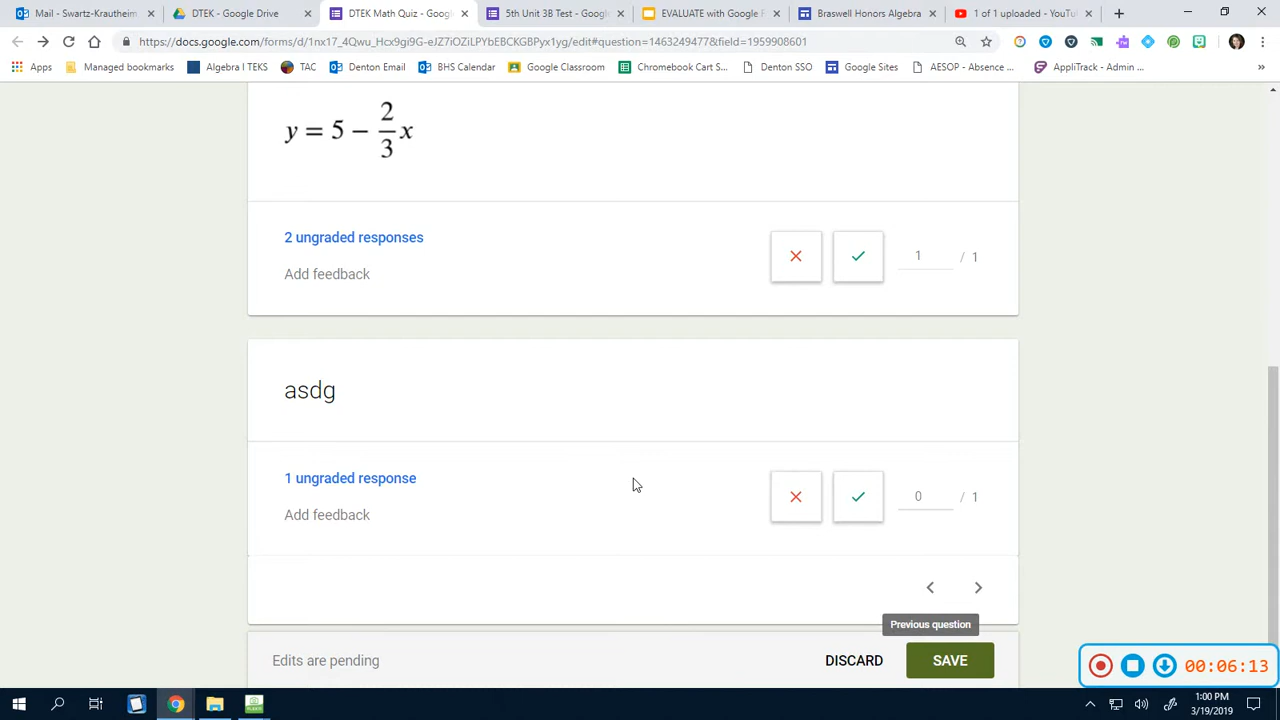 Mail - Swartz-Krautheim
DTEK - Google Drive
DTEK Math Quiz - Goog
5th Unit 3B Test - Googl
EVALUATE with Google
Braswell Honors Algebra
1 of 1 uploaded - YouTu
https://docs.google.com/forms/d/1nx17_4Qwu_Hcx9gi9G-eJZ7iOZiLPYbEBCKGBPyx1yg/edit#question=1463249477&field=1959908601
Apps
Managed bookmarks
Algebra I TEKS
TAC
Denton Email
BHS Calendar
Google Classroom
Chromebook Cart S...
Denton SSO
Google Sites
AESOP - Absence ...
AppliTrack - Admin ...
»
y = 5 − 2/3 x
2 ungraded responses
1 / 1
Add feedback
asdg
1 ungraded response
0 / 1
Add feedback
Previous question
Edits are pending
DISCARD
SAVE
00:06:13
1:00 PM
3/19/2019